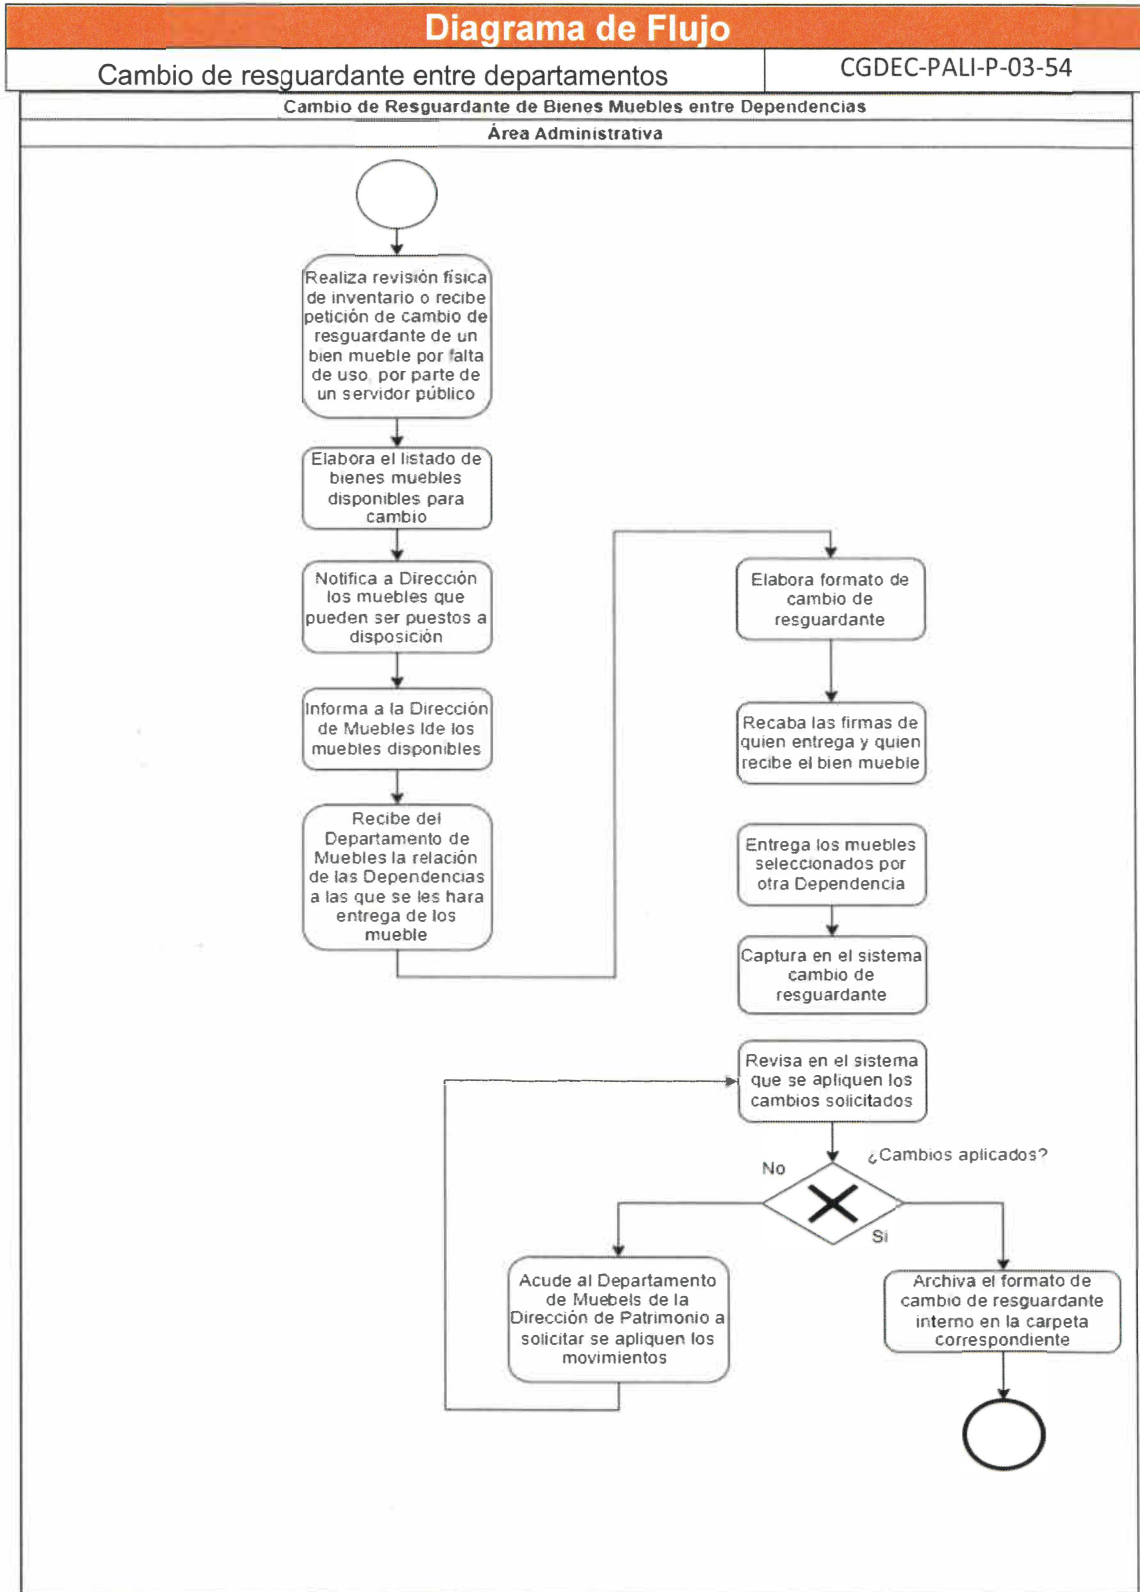 Diagrama de Flujo
Cambio de resguardante entre departamentos
CGDEC-PALI-P-03-54
Cambio de Resguardante de Bienes Muebles entre Dependencias
Área Administrativa
Realiza revisión física
de inventario o recibe
petición de cambio de
resguardante de un
bien mueble por falta
de uso, por parte de
un servidor público
Elabora el listado de
bienes muebles
disponibles para
cambio
Notifica a Dirección
los muebles que
pueden ser puestos a
disposición
Informa a la Dirección
de Muebles Ide los
muebles disponibles
Recibe del
Departamento de
Muebles la relación
de las Dependencias
a las que se les hara
entrega de los
mueble
Elabora formato de
cambio de
resguardante
Recaba las firmas de
quien entrega y quien
recibe el bien mueble
Entrega los muebles
seleccionados por
otra Dependencia
Captura en el sistema
cambio de
resguardante
Revisa en el sistema
que se apliquen los
cambios solicitados
¿Cambios aplicados?
No
Si
Acude al Departamento
de Muebels de la
Dirección de Patrimonio a
solicitar se apliquen los
movimientos
Archiva el formato de
cambio de resguardante
interno en la carpeta
correspondiente